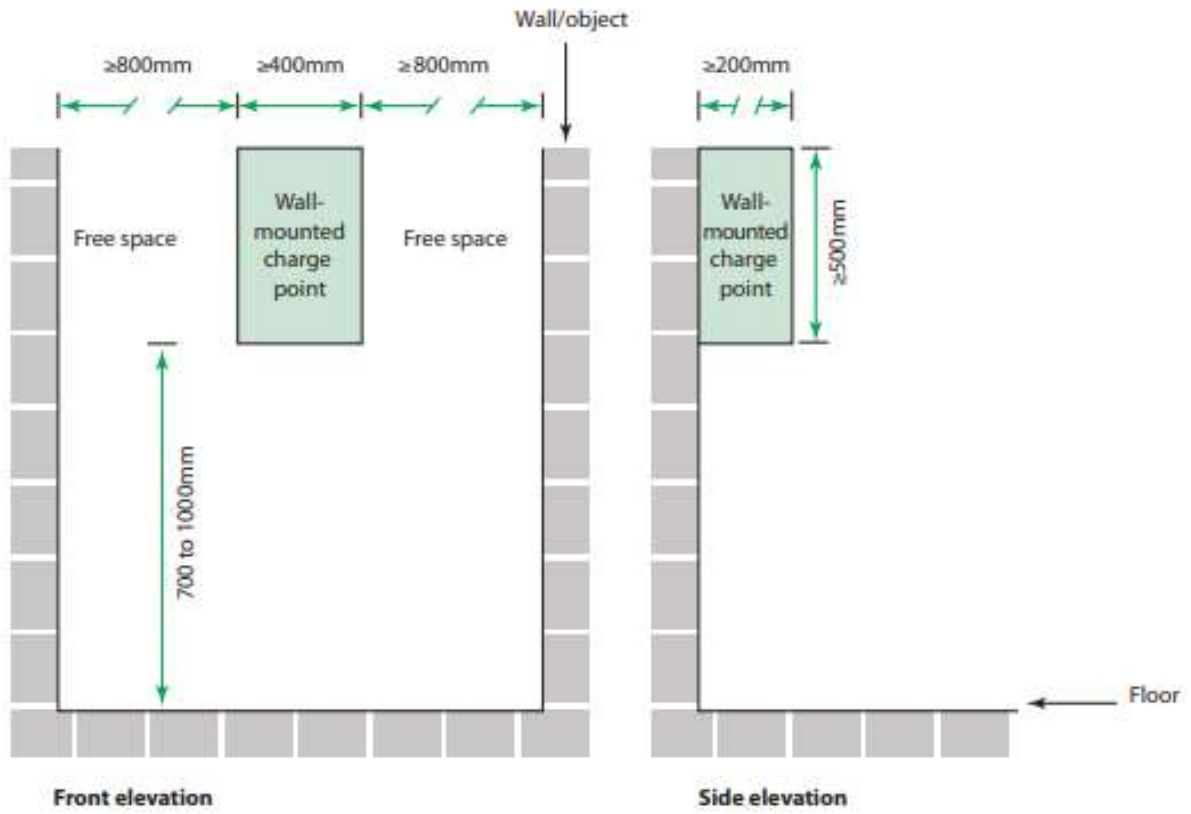 Wall/object
≥800mm
≥400mm
≥800mm
≥200mm
Free space
Wall-
mounted
charge
point
Free space
Wall-
mounted
charge
point
≥500mm
700 to 1000mm
Floor
Front elevation
Side elevation